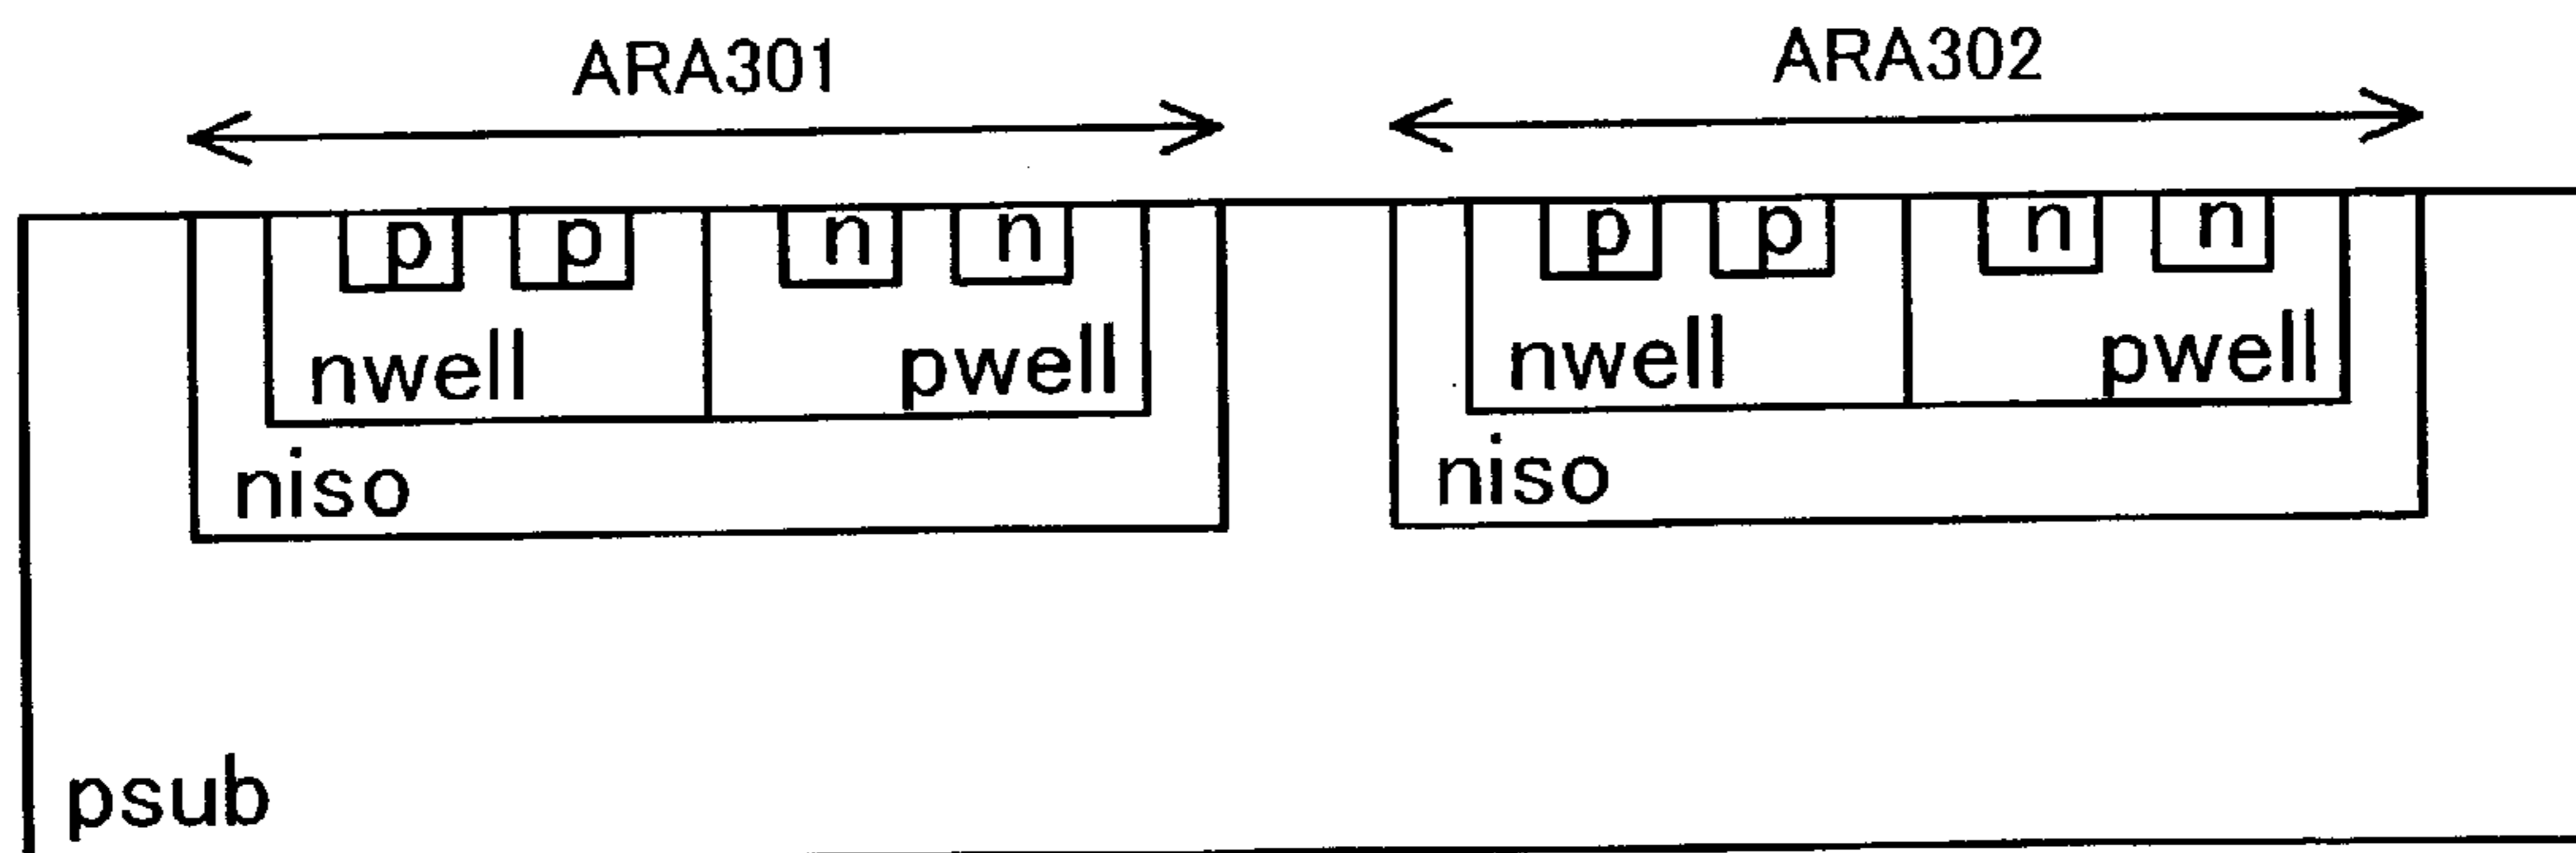 ARA301 ARA302
p p n n p p n n
nwell pwell nwell pwell
niso niso
psub